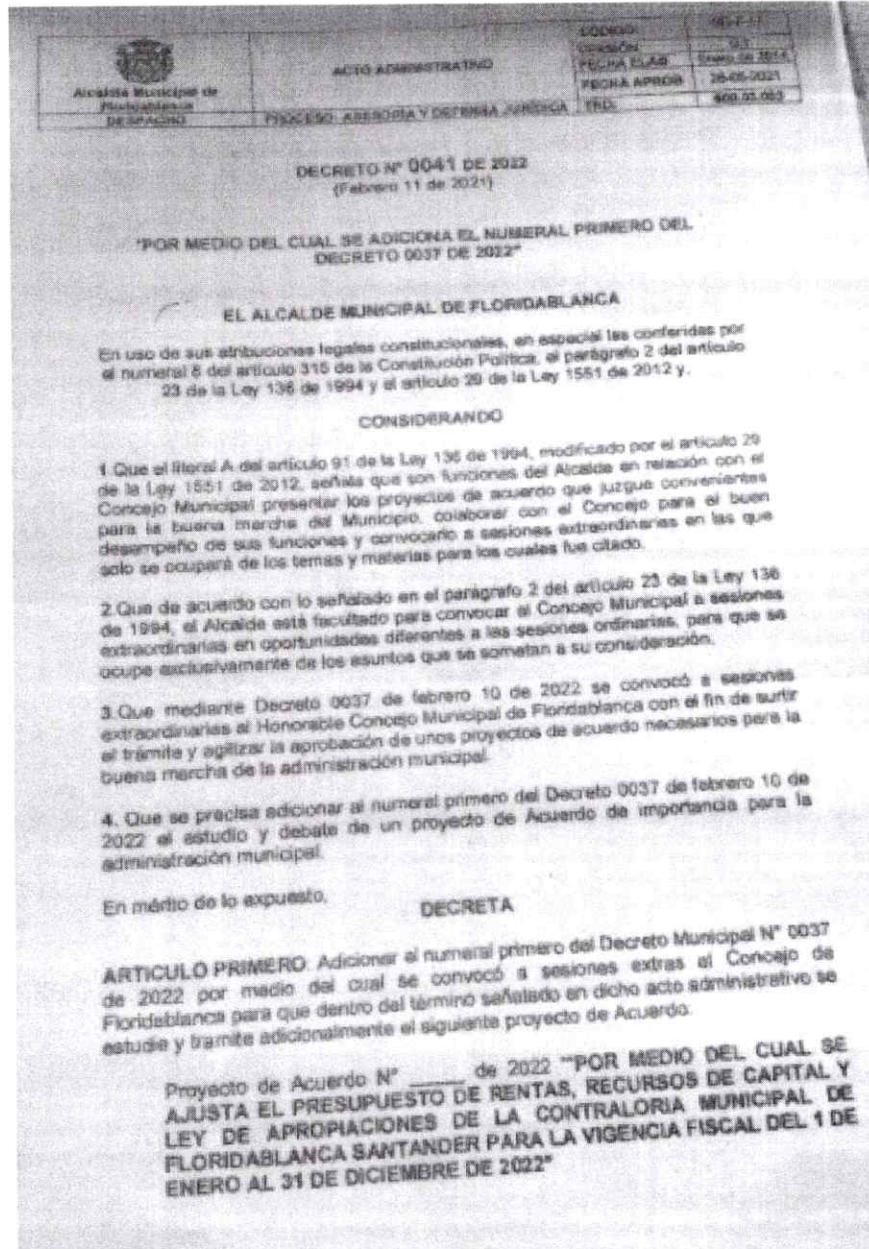 Alcaldía Municipal de
Floridablanca
DESPACHO
ACTO ADMINISTRATIVO
PROCESO: ASESORÍA Y DEFENSA JURÍDICA
CODIGO:
VERSIÓN
FECHA ELAB
FECHA APROB 28-05-2021
TRD.
DECRETO N° 0041 DE 2022
(Febrero 11 de 2021)
"POR MEDIO DEL CUAL SE ADICIONA EL NUMERAL PRIMERO DEL
DECRETO 0037 DE 2022"
EL ALCALDE MUNICIPAL DE FLORIDABLANCA
En uso de sus atribuciones legales constitucionales, en especial las conferidas por
el numeral 8 del artículo 315 de la Constitución Política, el parágrafo 2 del artículo
23 de la Ley 136 de 1994 y el artículo 29 de la Ley 1551 de 2012 y.
CONSIDERANDO
1.Que el literal A del artículo 91 de la Ley 136 de 1994, modificado por el artículo 29
de la Ley 1551 de 2012, señala que son funciones del Alcalde en relación con el
Concejo Municipal presentar los proyectos de acuerdo que juzgue convenientes
para la buena marcha del Municipio, colaborar con el Concejo para el buen
desempeño de sus funciones y convocarlo a sesiones extraordinarias en las que
solo se ocupará de los temas y materias para los cuales fue citado.
2.Que de acuerdo con lo señalado en el parágrafo 2 del artículo 23 de la Ley 136
de 1994, el Alcalde está facultado para convocar al Concejo Municipal a sesiones
extraordinarias en oportunidades diferentes a las sesiones ordinarias, para que se
ocupe exclusivamente de los asuntos que se sometan a su consideración.
3.Que mediante Decreto 0037 de febrero 10 de 2022 se convocó a sesiones
extraordinarias al Honorable Concejo Municipal de Floridablanca con el fin de surtir
el trámite y agilizar la aprobación de unos proyectos de acuerdo necesarios para la
buena marcha de la administración municipal.
4. Que se precisa adicionar al numeral primero del Decreto 0037 de febrero 10 de
2022 el estudio y debate de un proyecto de Acuerdo de importancia para la
administración municipal.
En mérito de lo expuesto,
DECRETA
ARTICULO PRIMERO: Adicionar el numeral primero del Decreto Municipal N° 0037
de 2022 por medio del cual se convocó a sesiones extras al Concejo de
Floridablanca para que dentro del término señalado en dicho acto administrativo se
estudie y tramite adicionalmente el siguiente proyecto de Acuerdo:
Proyecto de Acuerdo N° _____ de 2022 ""POR MEDIO DEL CUAL SE
AJUSTA EL PRESUPUESTO DE RENTAS, RECURSOS DE CAPITAL Y
LEY DE APROPIACIONES DE LA CONTRALORIA MUNICIPAL DE
FLORIDABLANCA SANTANDER PARA LA VIGENCIA FISCAL DEL 1 DE
ENERO AL 31 DE DICIEMBRE DE 2022"